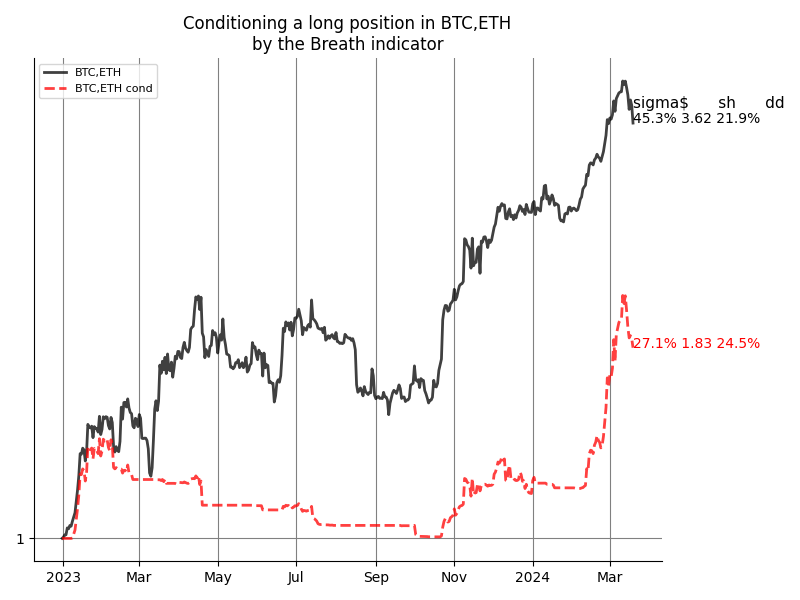 Conditioning a long position in BTC,ETH
by the Breath indicator
BTC,ETH
BTC,ETH cond
sigma$ sh dd
45.3% 3.62 21.9%
27.1% 1.83 24.5%
1
2023 Mar May Jul Sep Nov 2024 Mar